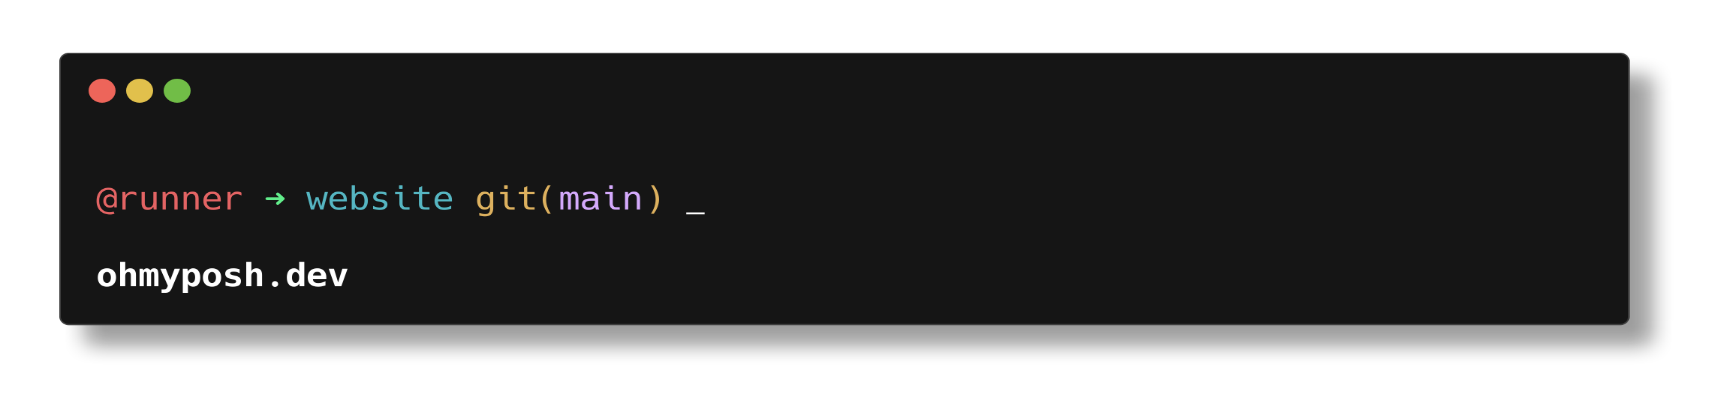 @runner ➜ website git(main) _
ohmyposh.dev